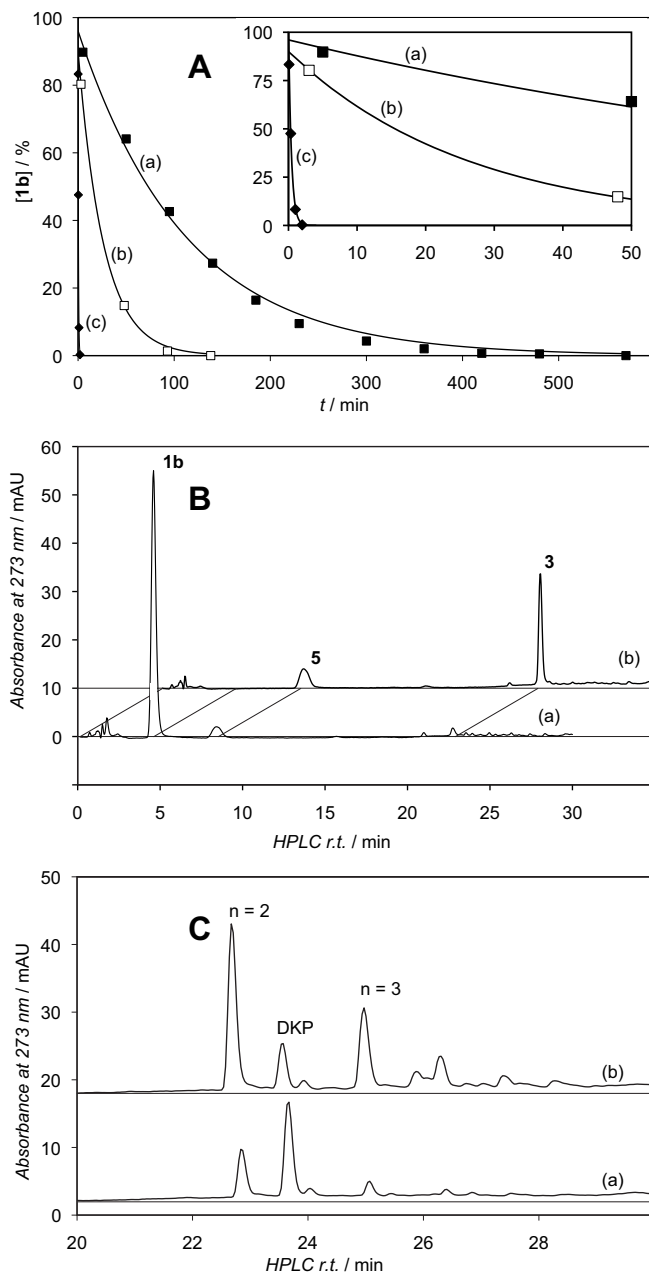 A
[1b] / %
100
80
60
40
20
0
0 100 200 300 400 500
t / min
(a)
(b)
(c)
100
75
50
25
0
0 10 20 30 40 50
(a)
(b)
(c)
B
Absorbance at 273 nm / mAU
60
50
40
30
20
10
0
0 5 10 15 20 25 30
HPLC r.t. / min
1b
5
3
(b)
(a)
C
Absorbance at 273 nm / mAU
50
40
30
20
10
0
20 22 24 26 28
HPLC r.t. / min
n = 2
DKP
n = 3
(b)
(a)